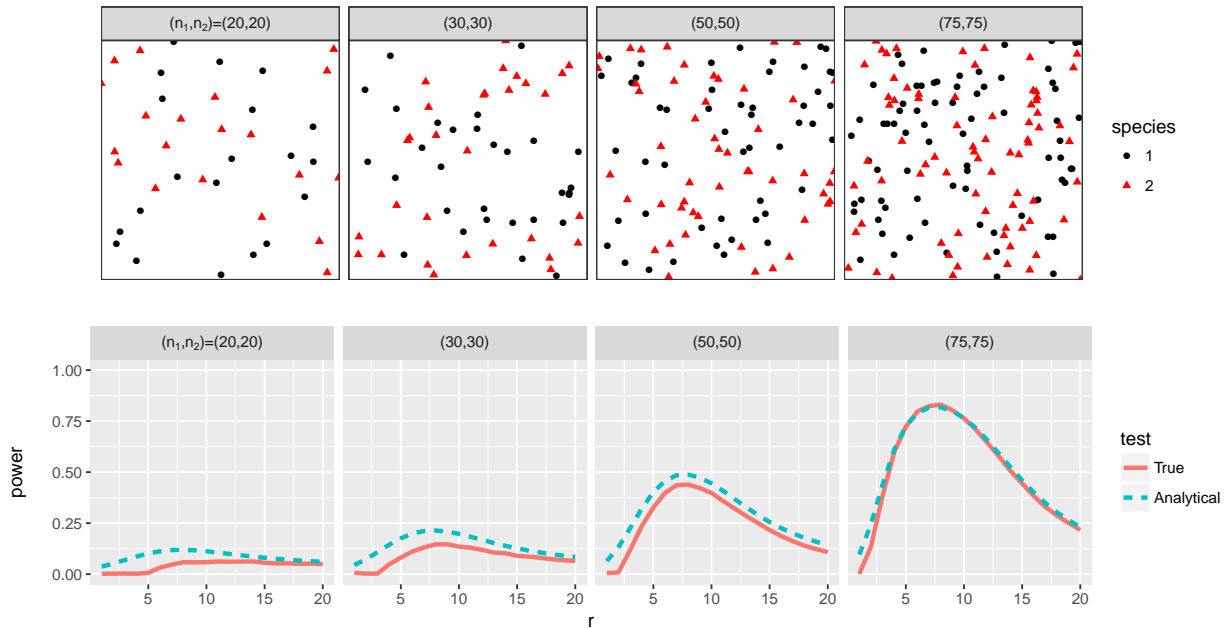 (n₁,n₂)=(20,20) (30,30) (50,50) (75,75)
species
1
2
(n₁,n₂)=(20,20) (30,30) (50,50) (75,75)
1.00
0.75
0.50
0.25
0.00
power
5 10 15 20 5 10 15 20 5 10 15 20 5 10 15 20
r
test
True
Analytical